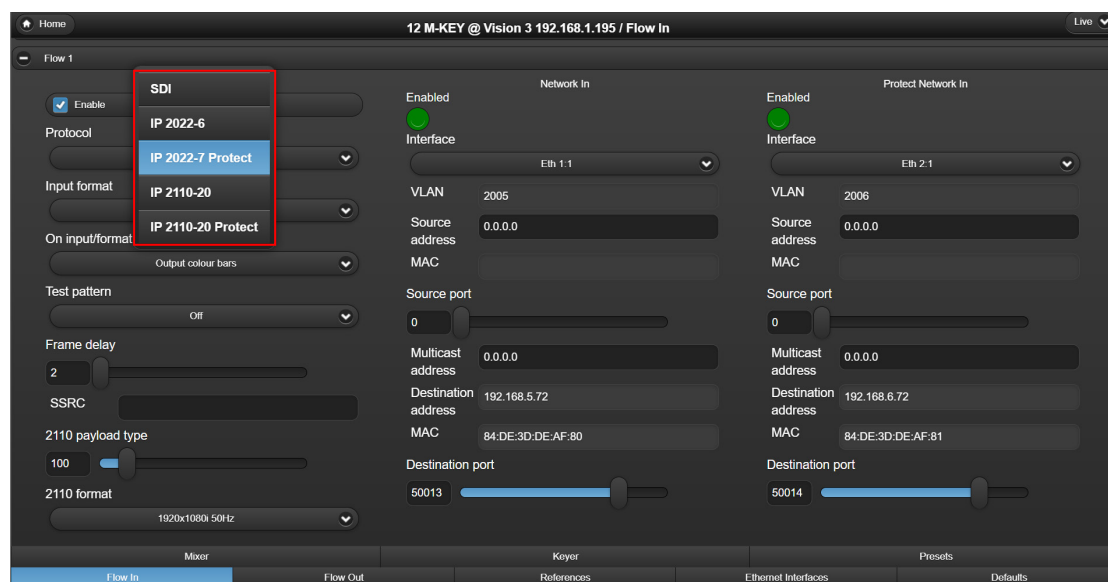 Home
12 M-KEY @ Vision 3 192.168.1.195 / Flow In
Live
Flow 1
Enable
Protocol
SDI
IP 2022-6
IP 2022-7 Protect
IP 2110-20
IP 2110-20 Protect
Input format
On input/format
Output colour bars
Test pattern
Off
Frame delay
2
SSRC
2110 payload type
100
2110 format
1920x1080i 50Hz
Network In
Enabled
Interface
Eth 1:1
VLAN 2005
Source address 0.0.0.0
MAC
Source port
0
Multicast address 0.0.0.0
Destination address 192.168.5.72
MAC 84:DE:3D:DE:AF:80
Destination port
50013
Protect Network In
Enabled
Interface
Eth 2:1
VLAN 2006
Source address 0.0.0.0
MAC
Source port
0
Multicast address 0.0.0.0
Destination address 192.168.6.72
MAC 84:DE:3D:DE:AF:81
Destination port
50014
Mixer Keyer Presets
Flow In Flow Out References Ethernet Interfaces Defaults